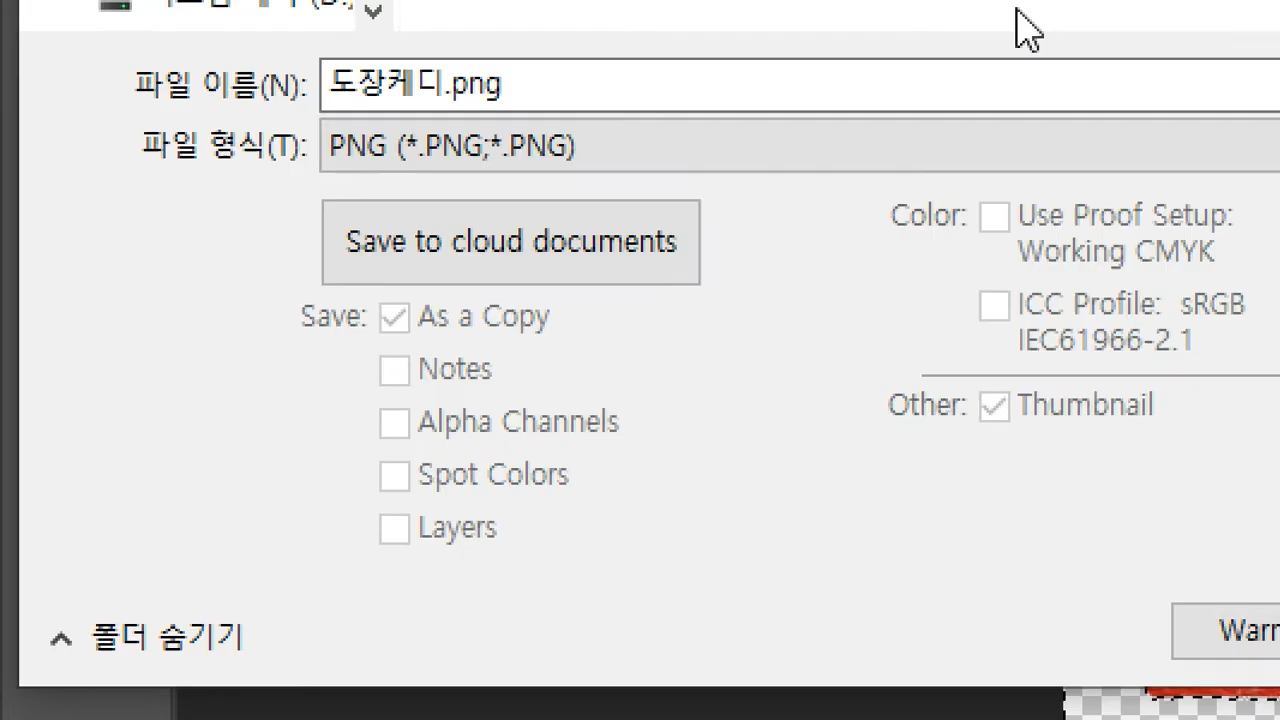 파일 이름(N): 도장케디.png
파일 형식(T): PNG (*.PNG;*.PNG)
Save to cloud documents
Save: As a Copy
Notes
Alpha Channels
Spot Colors
Layers
Color: Use Proof Setup:
Working CMYK
ICC Profile: sRGB
IEC61966-2.1
Other: Thumbnail
폴더 숨기기